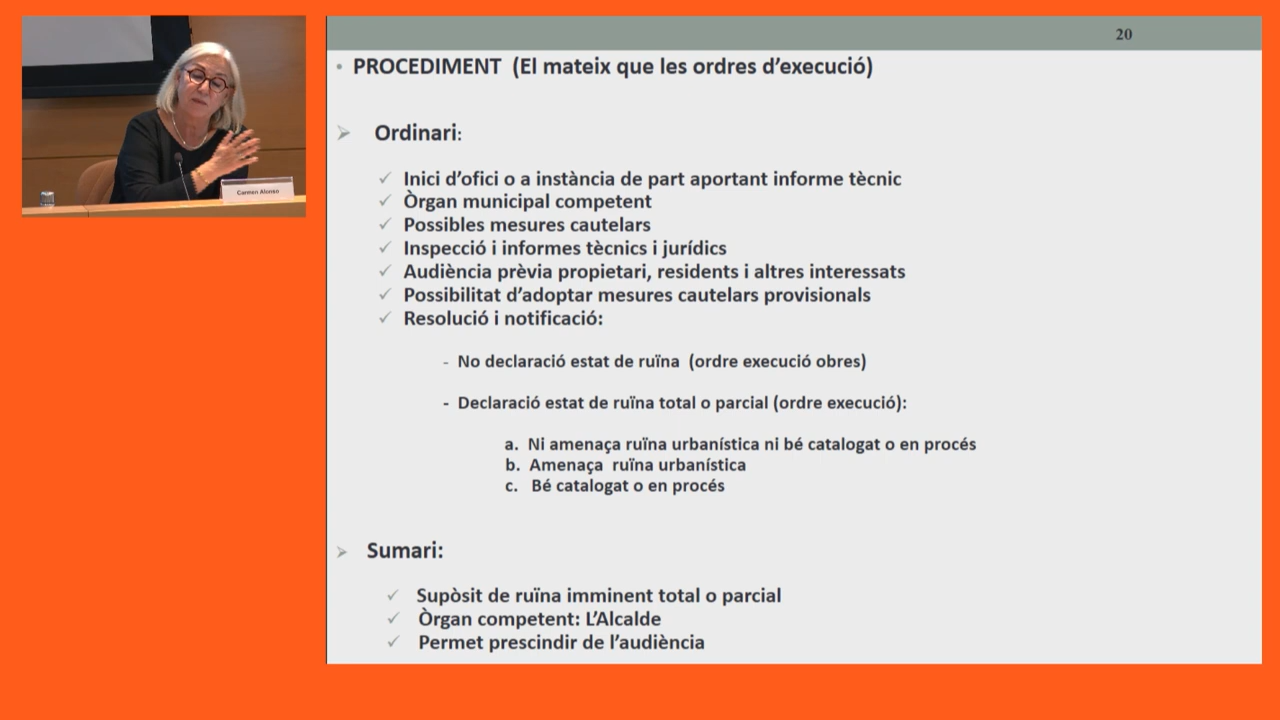 20
• PROCEDIMENT (El mateix que les ordres d'execució)
Ordinari:
✓ Inici d'ofici o a instància de part aportant informe tècnic
✓ Òrgan municipal competent
✓ Possibles mesures cautelars
✓ Inspecció i informes tècnics i jurídics
✓ Audiència prèvia propietari, residents i altres interessats
✓ Possibilitat d'adoptar mesures cautelars provisionals
✓ Resolució i notificació:
- No declaració estat de ruïna (ordre execució obres)
- Declaració estat de ruïna total o parcial (ordre execució):
a. Ni amenaça ruïna urbanística ni bé catalogat o en procés
b. Amenaça ruïna urbanística
c. Bé catalogat o en procés
Sumari:
✓ Supòsit de ruïna imminent total o parcial
✓ Òrgan competent: L'Alcalde
✓ Permet prescindir de l'audiència
Carmen Alonso